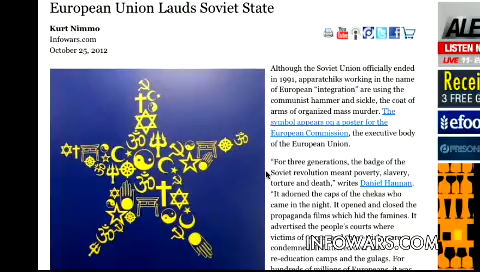 European Union Lauds Soviet State
Kurt Nimmo
Infowars.com
October 25, 2012
Although the Soviet Union officially ended
in 1991, apparatchiks working in the name
of European "integration" are using the
communist hammer and sickle, the coat of
arms of organized mass murder. The
symbol appears on a poster for the
European Commission, the executive body
of the European Union.
"For three generations, the badge of the
Soviet revolution meant poverty, slavery,
torture and death," writes Daniel Hannan.
"It adorned the caps of the chekas who
came in the night. It opened and closed the
propaganda films which hid the famines. It
advertised the people's courts where
victims of
condemned
re-education camps and the gulags. For
hundreds of millions of Europeans, it was
INFOWARS.COM
LISTEN
LIVE 11-
Recei
3 FREE
efoo
PRISON